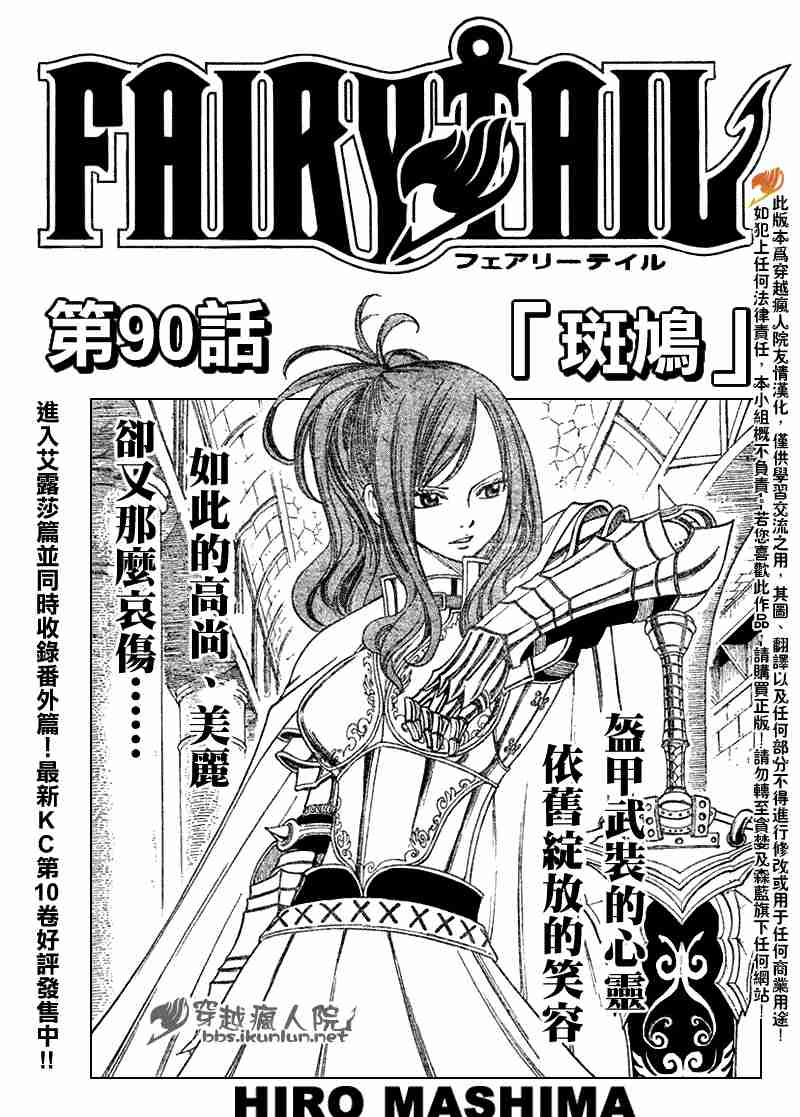 FAIRY TAIL
フェアリーテイル
第90話
「斑鳩」
此版本爲穿越瘋人院友情漢化，僅供學習交流之用，其圖、翻譯以及任何部分不得進行修改或用于任何商業用途！
如犯上任何法律責任，本小組概不負責！若您喜歡此作品，請購買正版！請勿轉至貪婪及森藍旗下任何網站！
盔甲武裝的心靈
依舊綻放的笑容
如此的高尚、美麗
卻又那麼哀傷……
進入艾露莎篇並同時收錄番外篇！最新KC第10卷好評發售中!!
穿越瘋人院
bbs.ikunlun.net
HIRO MASHIMA